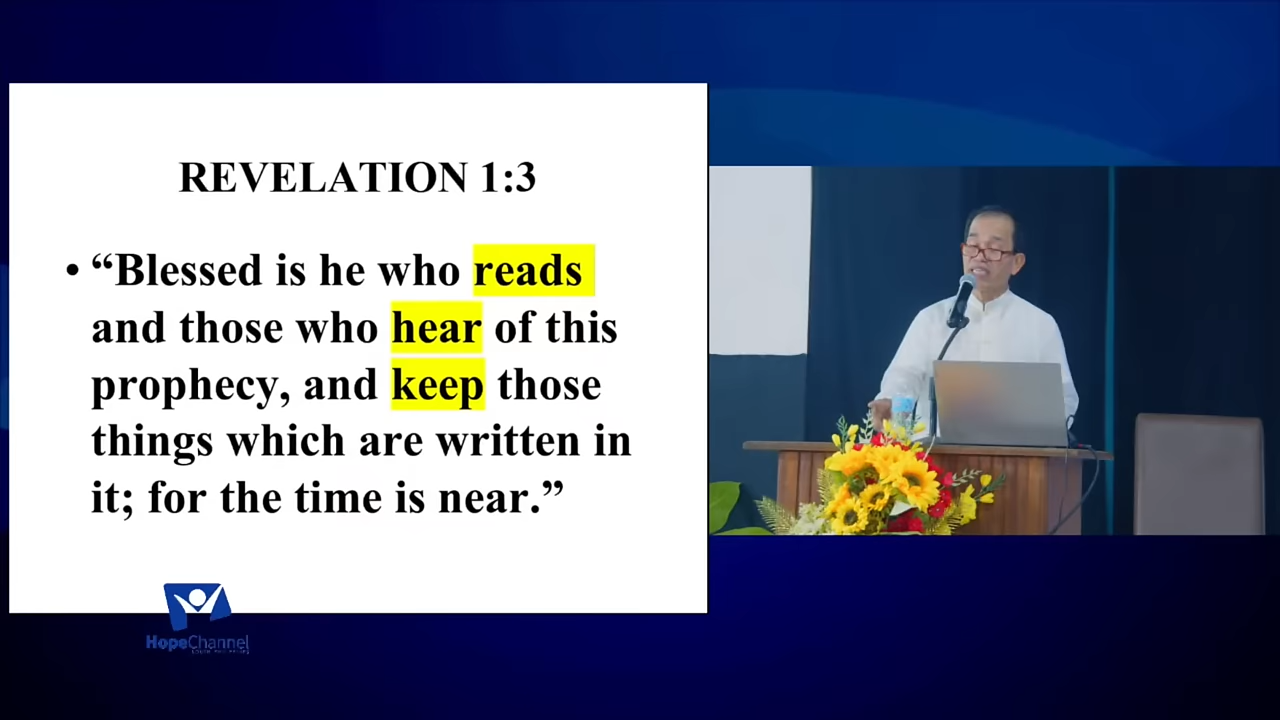 REVELATION 1:3
• “Blessed is he who reads
and those who hear of this
prophecy, and keep those
things which are written in
it; for the time is near.”
HopeChannel